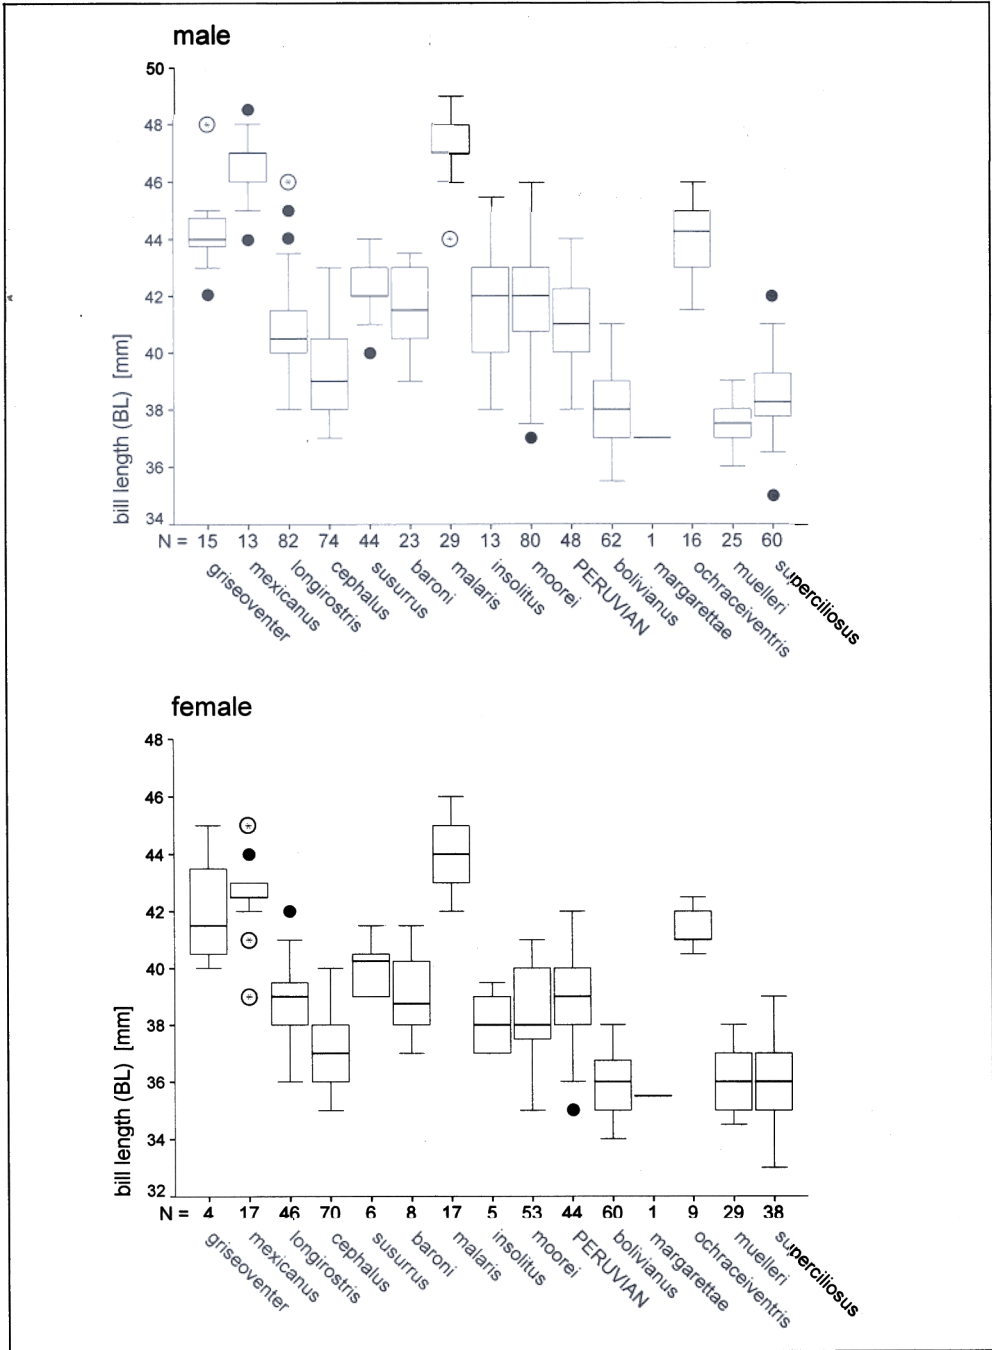 male
50
48
46
44
42
40
38
36
34
bill length (BL) [mm]
N = 15 13 82 74 44 23 29 13 80 48 62 1 16 25 60
griseoventer
mexicanus
longirostris
cephalus
susurrus
baroni
malaris
insolitus
moorei
PERUVIAN
bolivianus
margarettae
ochraceiventris
muelleri
superciliosus
female
48
46
44
42
40
38
36
34
32
bill length (BL) [mm]
N = 4 17 46 70 6 8 17 5 53 44 60 1 9 29 38
griseoventer
mexicanus
longirostris
cephalus
susurrus
baroni
malaris
insolitus
moorei
PERUVIAN
bolivianus
margarettae
ochraceiventris
muelleri
superciliosus